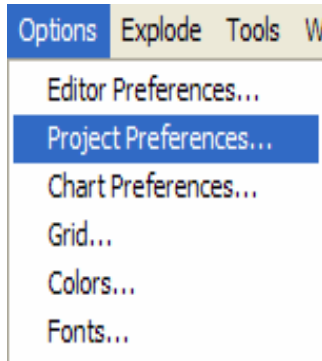 Options Explode Tools W
Editor Preferences...
Project Preferences...
Chart Preferences...
Grid...
Colors...
Fonts...